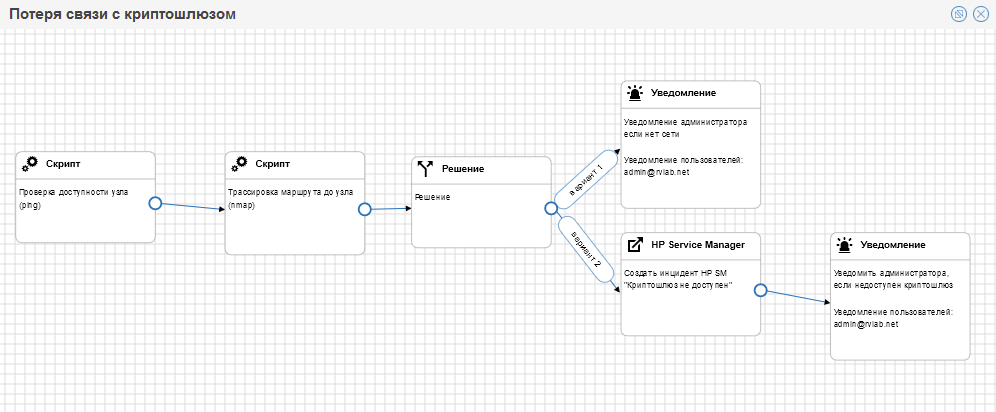 Потеря связи с криптошлюзом
Скрипт
Проверка доступности узла
(ping)
Скрипт
Трассировка маршрута до узла
(nmap)
Решение
Решение
вариант 1
вариант 2
Уведомление
Уведомление администратора
если нет сети
Уведомление пользователей:
admin@rvlab.net
HP Service Manager
Создать инцидент HP SM
"Криптошлюз не доступен"
Уведомление
Уведомить администратора,
если недоступен криптошлюз
Уведомление пользователей:
admin@rvlab.net